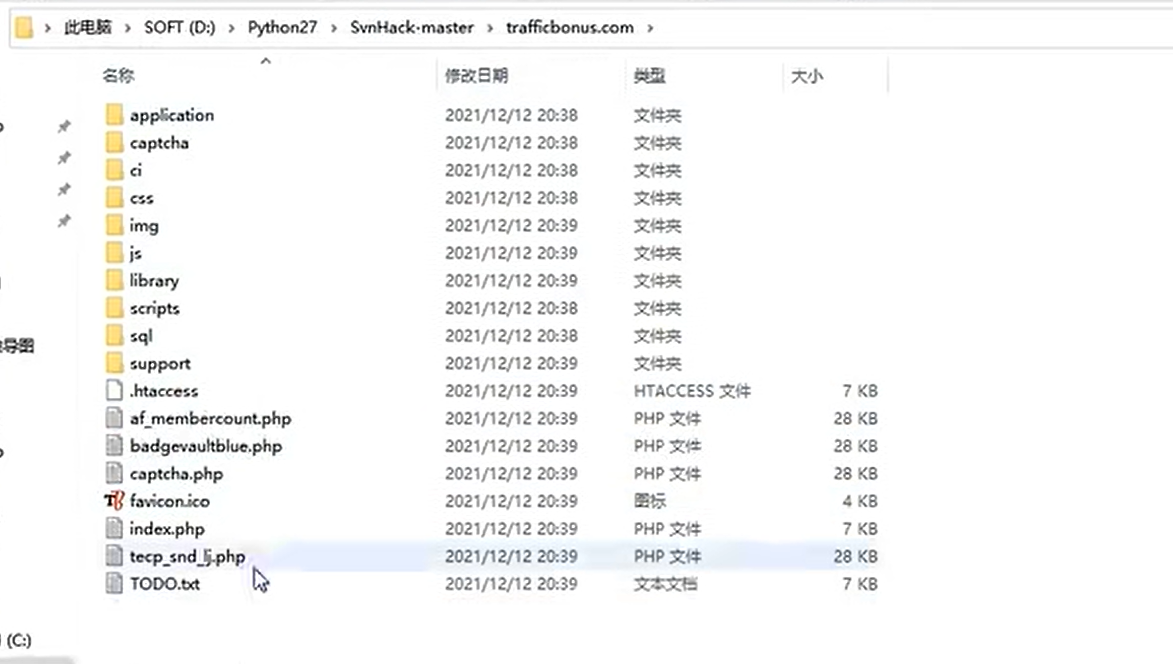 此电脑 › SOFT (D:) › Python27 › SvnHack-master › trafficbonus.com ›
名称 修改日期 类型 大小
application 2021/12/12 20:38 文件夹
captcha 2021/12/12 20:38 文件夹
ci 2021/12/12 20:38 文件夹
css 2021/12/12 20:38 文件夹
img 2021/12/12 20:39 文件夹
js 2021/12/12 20:39 文件夹
library 2021/12/12 20:39 文件夹
scripts 2021/12/12 20:38 文件夹
sql 2021/12/12 20:38 文件夹
support 2021/12/12 20:39 文件夹
.htaccess 2021/12/12 20:39 HTACCESS 文件 7 KB
af_membercount.php 2021/12/12 20:39 PHP 文件 28 KB
badgevaultblue.php 2021/12/12 20:39 PHP 文件 28 KB
captcha.php 2021/12/12 20:39 PHP 文件 28 KB
favicon.ico 2021/12/12 20:39 图标 4 KB
index.php 2021/12/12 20:39 PHP 文件 7 KB
tecp_snd_lj.php 2021/12/12 20:39 PHP 文件 28 KB
TODO.txt 2021/12/12 20:39 文本文档 7 KB
导图
(C:)